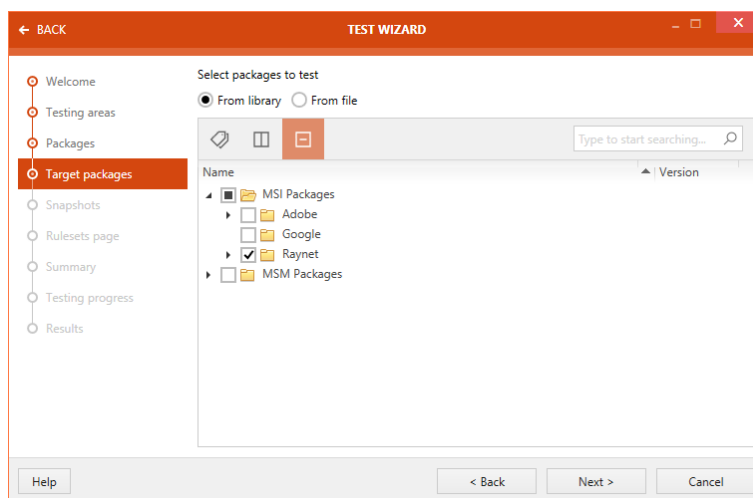 BACK
TEST WIZARD
Welcome
Testing areas
Packages
Target packages
Snapshots
Rulesets page
Summary
Testing progress
Results
Select packages to test
From library
From file
Type to start searching...
Name
Version
MSI Packages
Adobe
Google
Raynet
MSM Packages
Help
< Back
Next >
Cancel